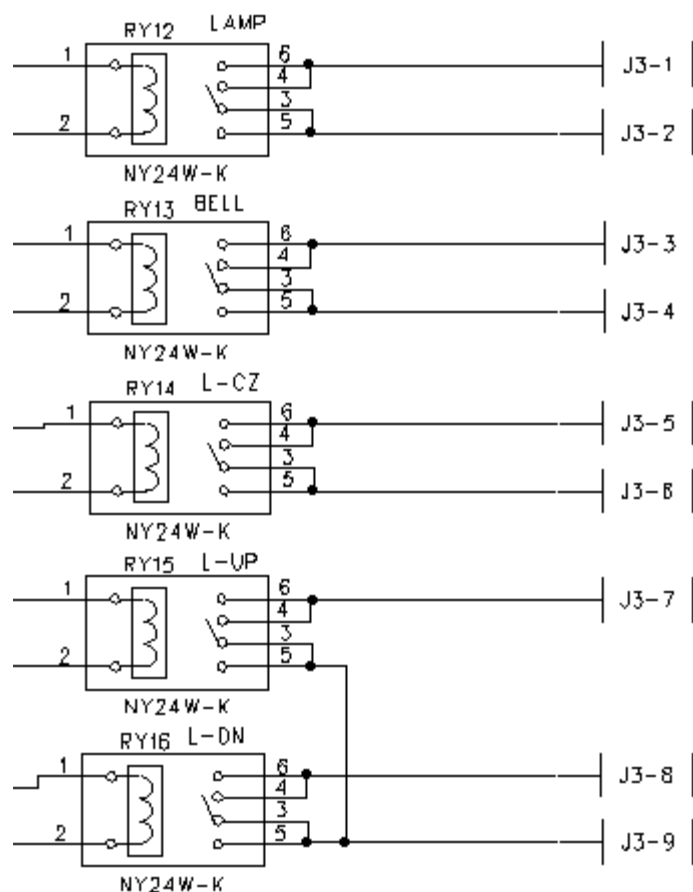 RY12 LAMP
1 6 J3-1
4
3
2 5 J3-2
NY24W-K
RY13 BELL
1 6 J3-3
4
3
2 5 J3-4
NY24W-K
RY14 L-CZ
1 6 J3-5
4
3
2 5 J3-6
NY24W-K
RY15 L-UP
1 6 J3-7
4
3
2 5
NY24W-K
RY16 L-DN
1 6 J3-8
4
3
2 5 J3-9
NY24W-K